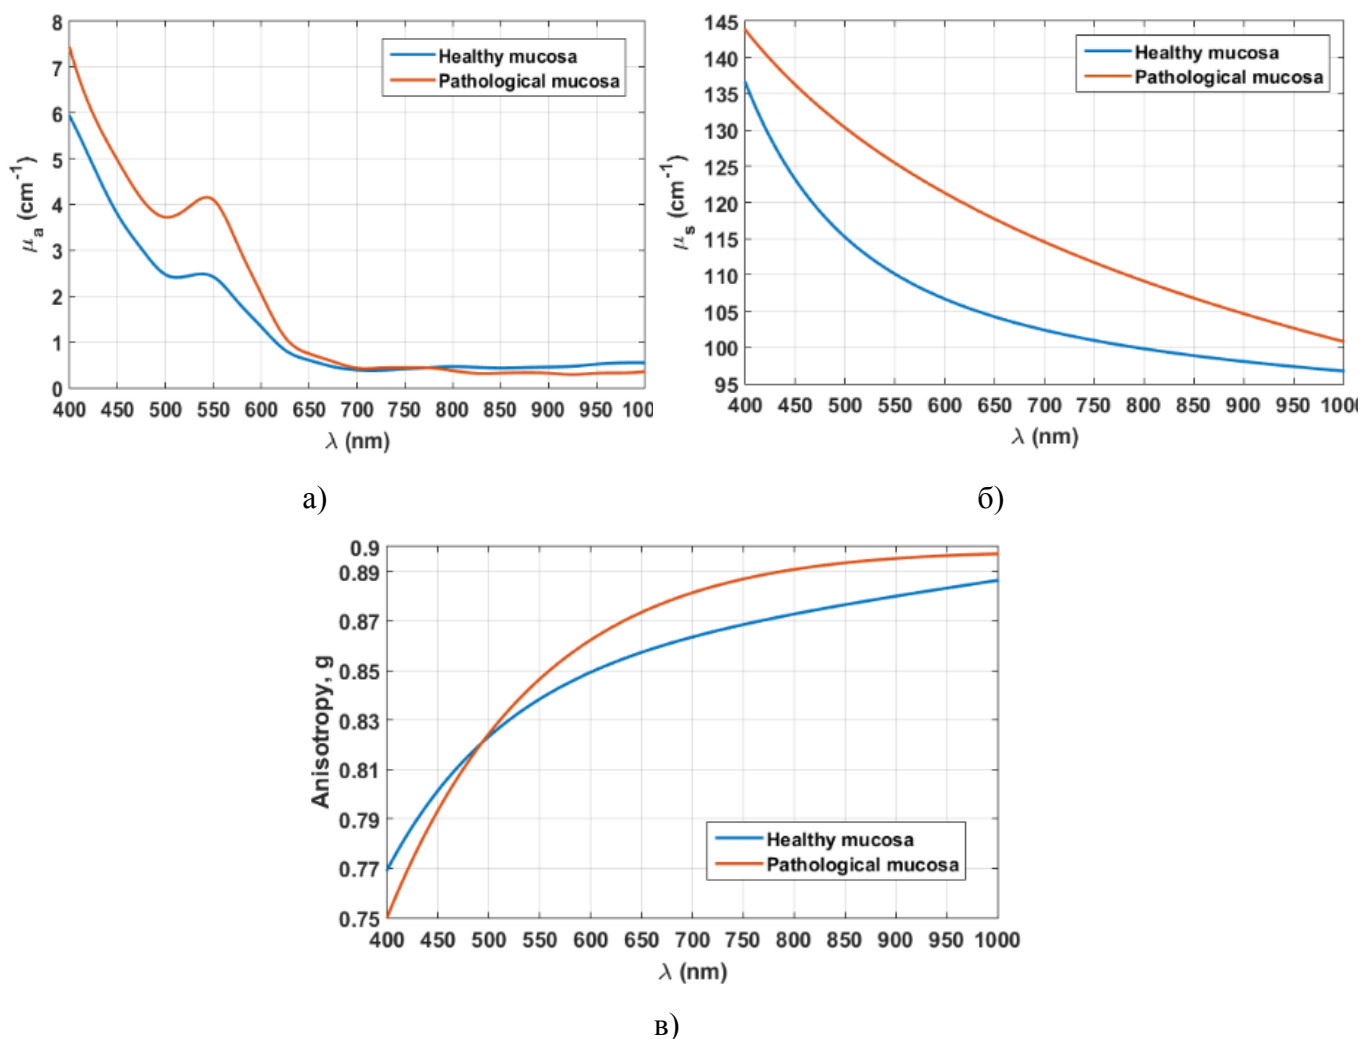 8
7
6
5
4
3
2
1
0
μa (cm-1)
400 450 500 550 600 650 700 750 800 850 900 950 1000
λ (nm)
Healthy mucosa
Pathological mucosa
a)
145
140
135
130
125
120
115
110
105
100
95
μs (cm-1)
400 450 500 550 600 650 700 750 800 850 900 950 1000
λ (nm)
Healthy mucosa
Pathological mucosa
б)
0.9
0.89
0.87
0.85
0.83
0.81
0.79
0.77
0.75
Anisotropy, g
400 450 500 550 600 650 700 750 800 850 900 950 1000
λ (nm)
Healthy mucosa
Pathological mucosa
в)